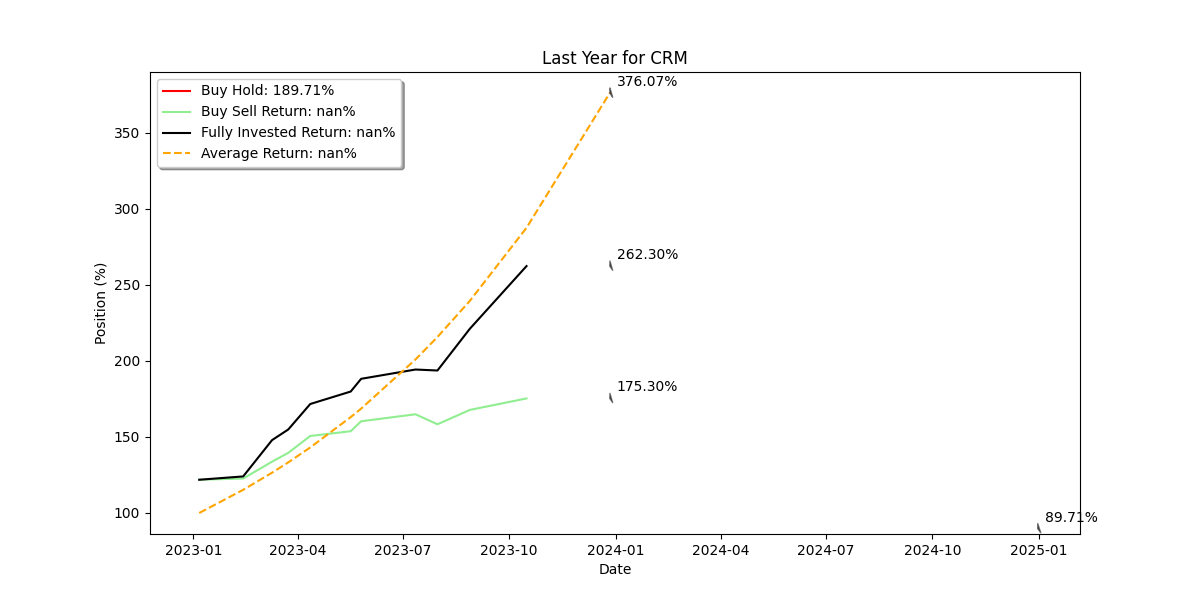 Last Year for CRM
376.07%
Buy Hold: 189.71%
Buy Sell Return: nan%
Fully Invested Return: nan%
Average Return: nan%
350
300
262.30%
250
Position (%)
200
175.30%
150
100
89.71%
2023-01 2023-04 2023-07 2023-10 2024-01 2024-04 2024-07 2024-10 2025-01
Date